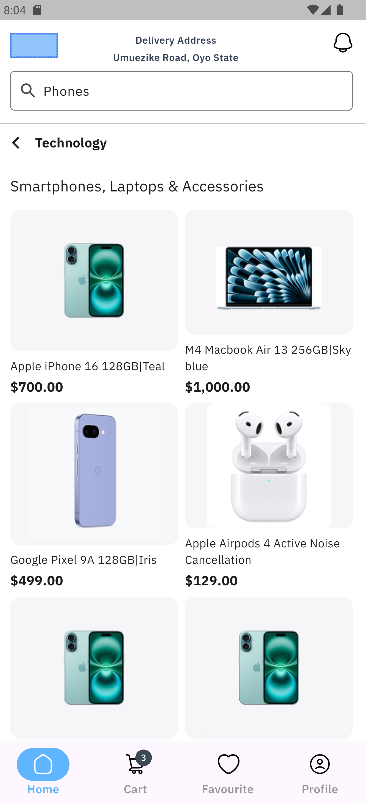 8:04
Delivery Address
Umuezike Road, Oyo State
Phones
Technology
Smartphones, Laptops & Accessories
Apple iPhone 16 128GB|Teal
$700.00
M4 Macbook Air 13 256GB|Sky
blue
$1,000.00
Google Pixel 9A 128GB|Iris
$499.00
Apple Airpods 4 Active Noise
Cancellation
$129.00
3
Home
Cart
Favourite
Profile